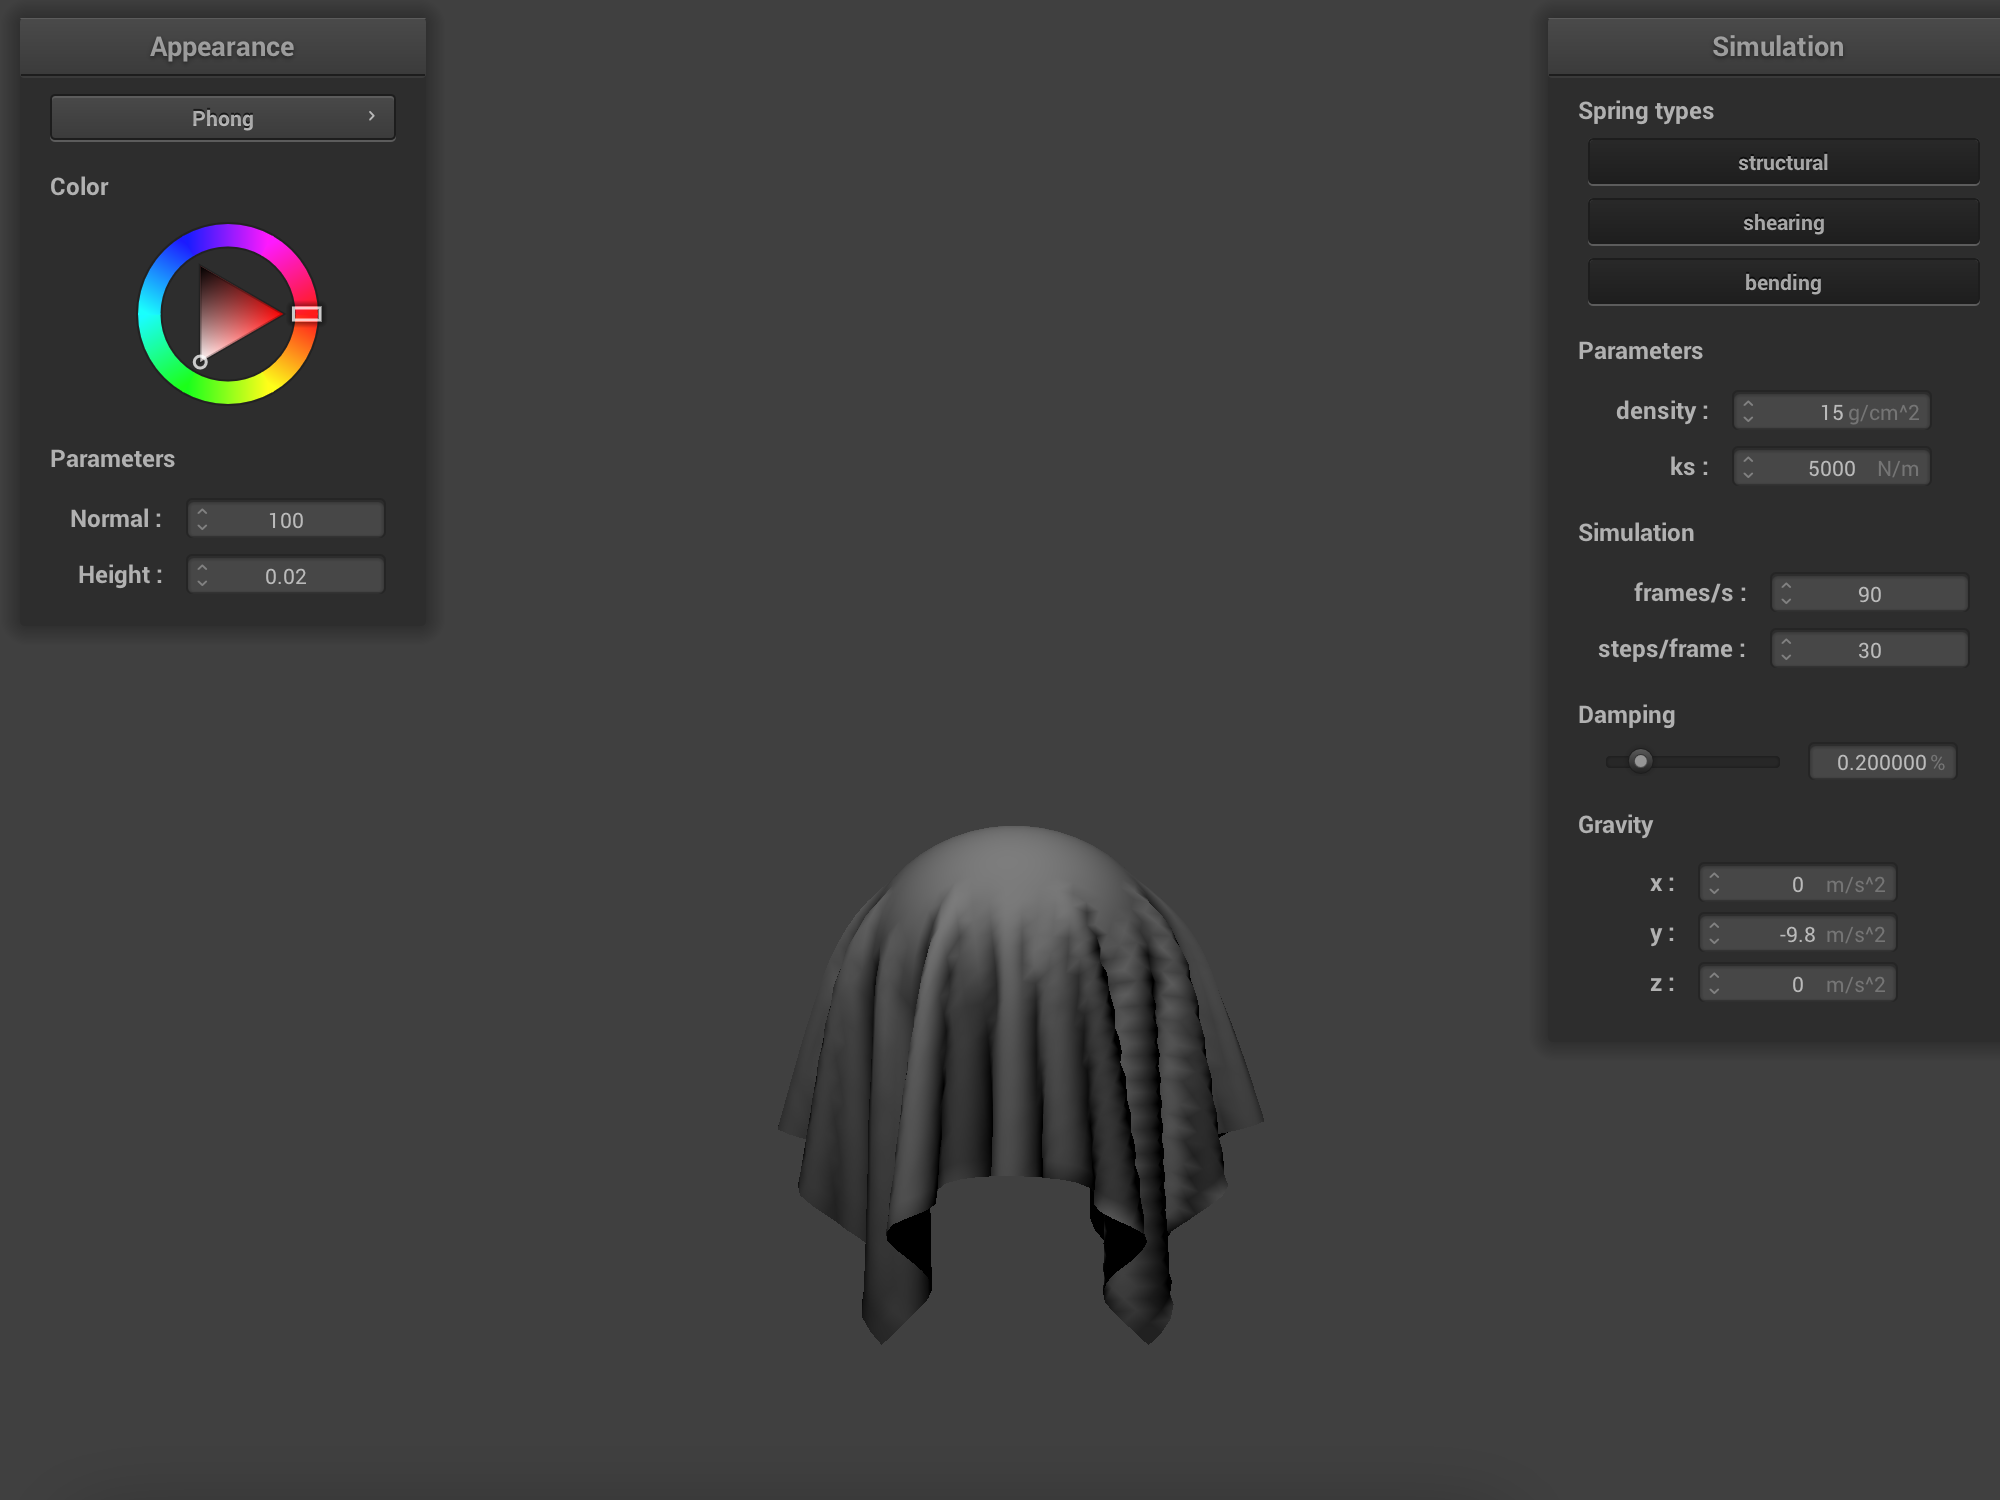 Appearance
Phong
Color
Parameters
Normal : 100
Height : 0.02
Simulation
Spring types
structural
shearing
bending
Parameters
density : 15 g/cm^2
ks : 5000 N/m
Simulation
frames/s : 90
steps/frame : 30
Damping
0.200000 %
Gravity
x : 0 m/s^2
y : -9.8 m/s^2
z : 0 m/s^2